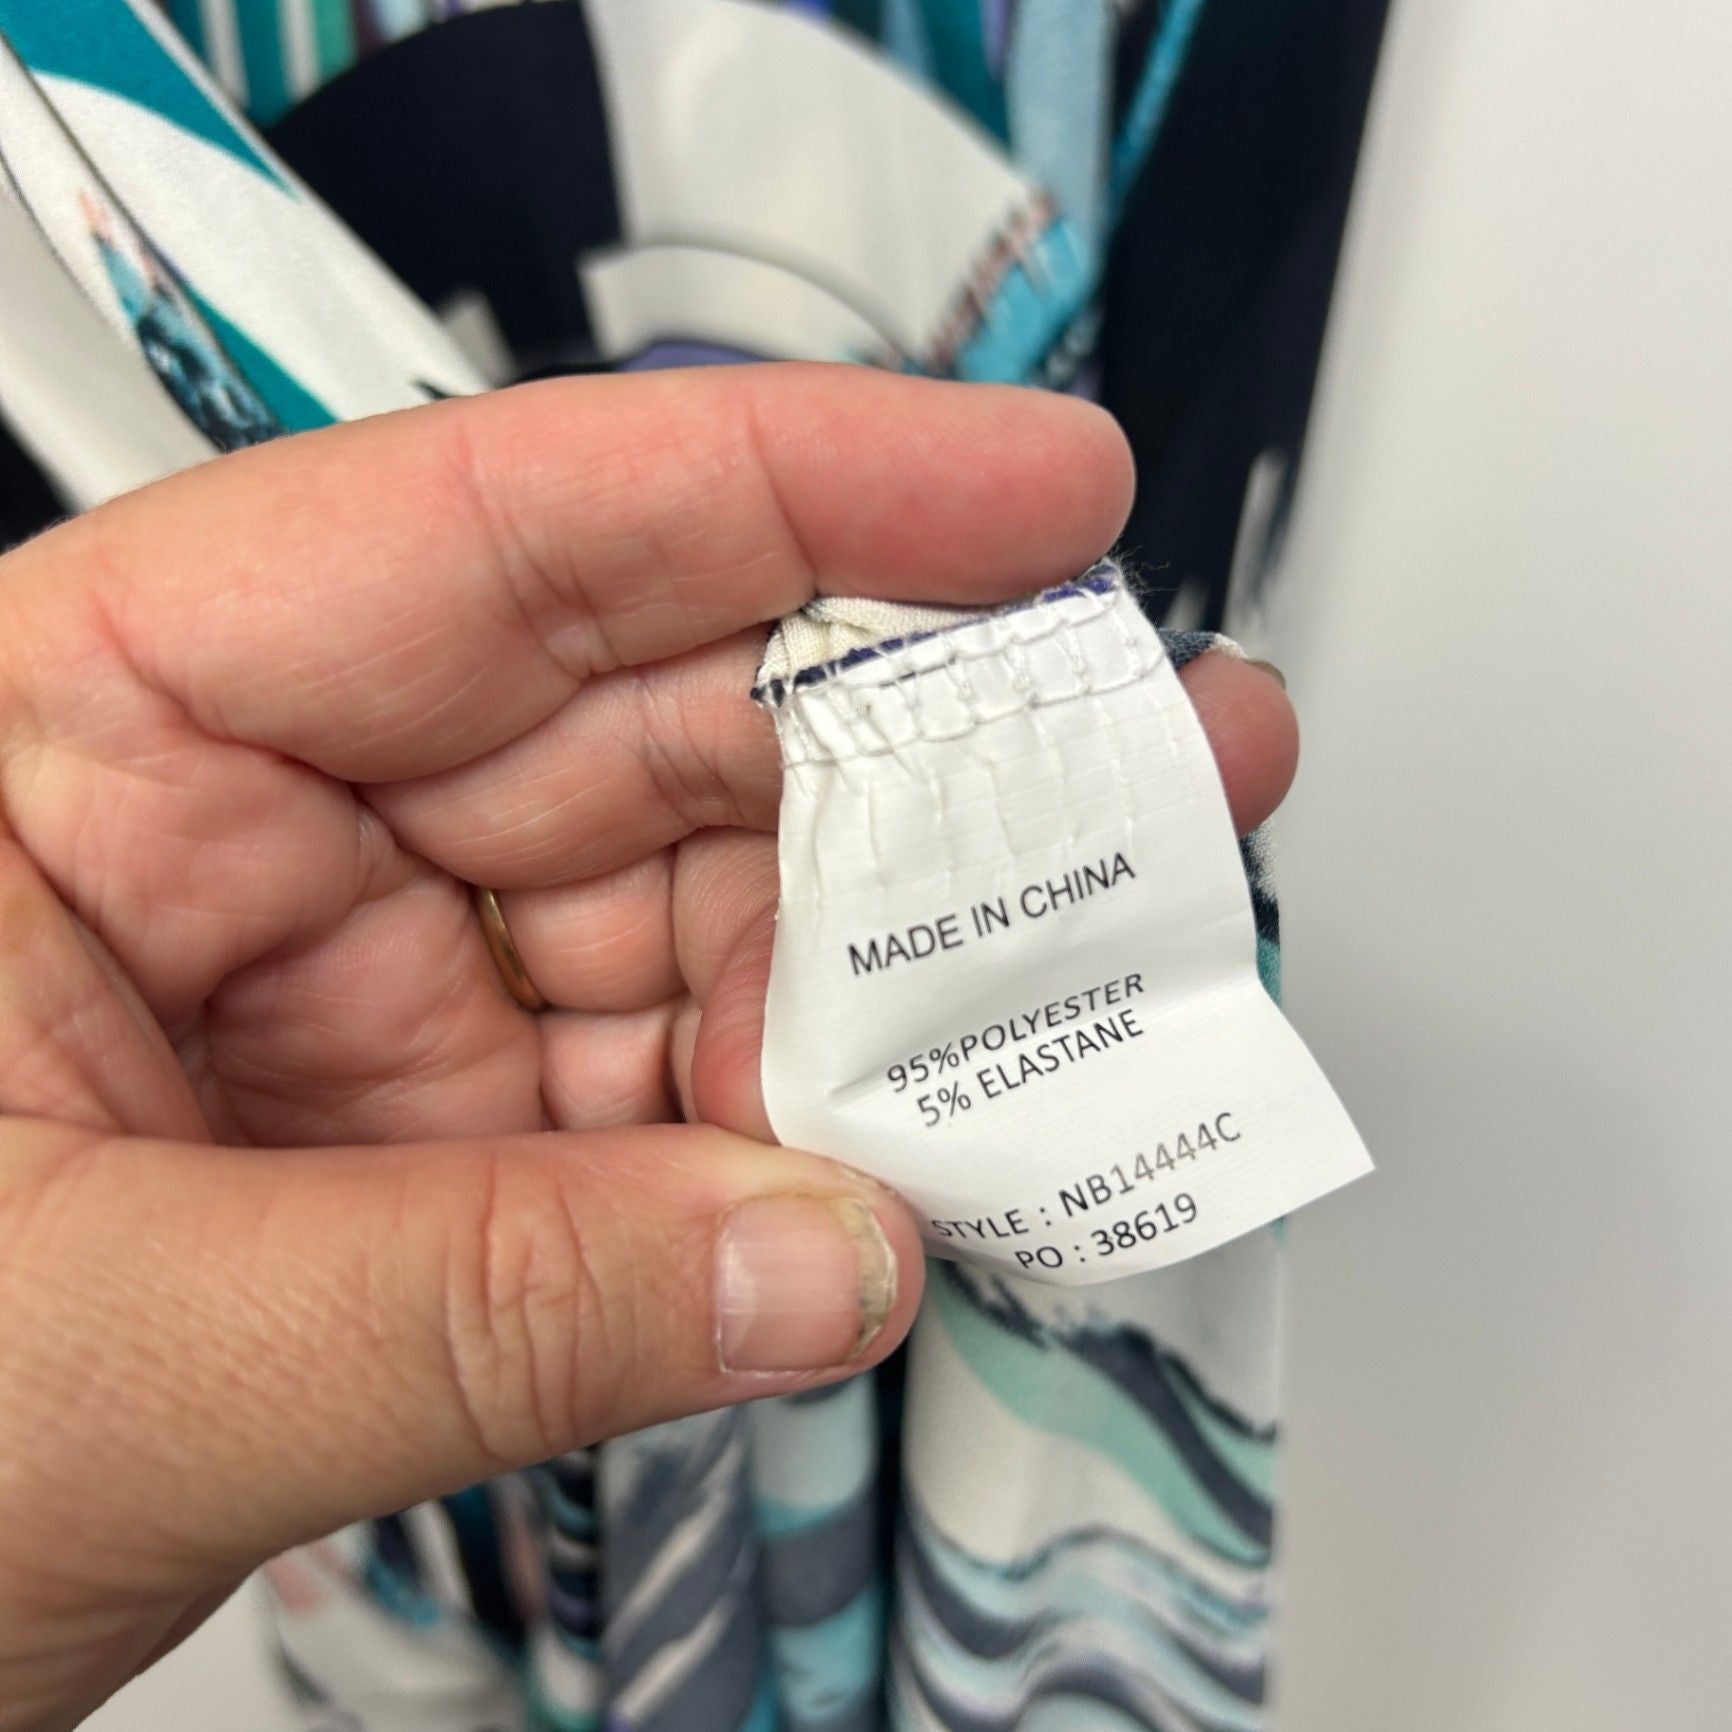 MADE IN CHINA
95%POLYESTER
5% ELASTANE
STYLE : NB14444C
PO : 38619